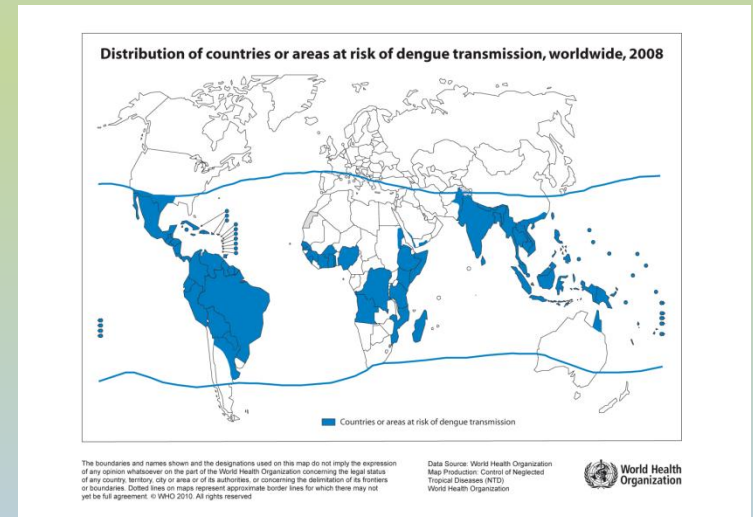 Distribution of countries or areas at risk of dengue transmission, worldwide, 2008
Countries or areas at risk of dengue transmission
The boundaries and names shown and the designations used on this map do not imply the expression
of any opinion whatsoever on the part of the World Health Organization concerning the legal status
of any country, territory, city or area or of its authorities, or concerning the delimitation of its frontiers
or boundaries. Dotted lines on maps represent approximate border lines for which there may not
yet be full agreement. © WHO 2010. All rights reserved
Data Source: World Health Organization
Map Production: Control of Neglected
Tropical Diseases (NTD)
World Health Organization
World Health
Organization